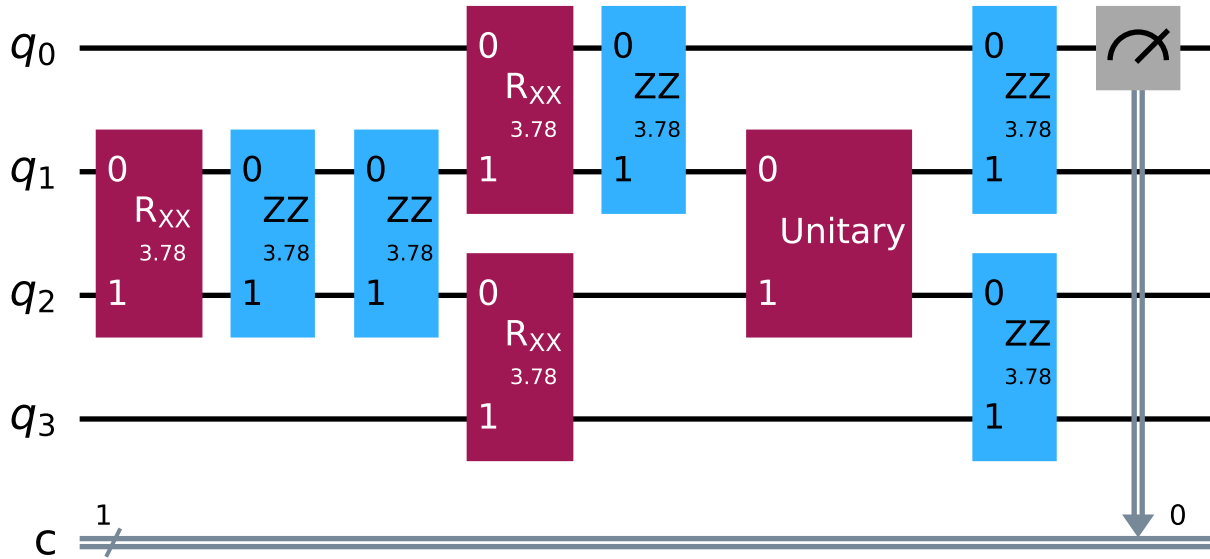 q0 0 0 0
RXX ZZ ZZ
3.78 3.78 3.78
q1 0 0 0 1 1 0 1
RXX ZZ ZZ Unitary
3.78 3.78 3.78
q2 1 1 1 0 1 0
RXX ZZ
3.78 3.78
q3 1 1
1 0
c